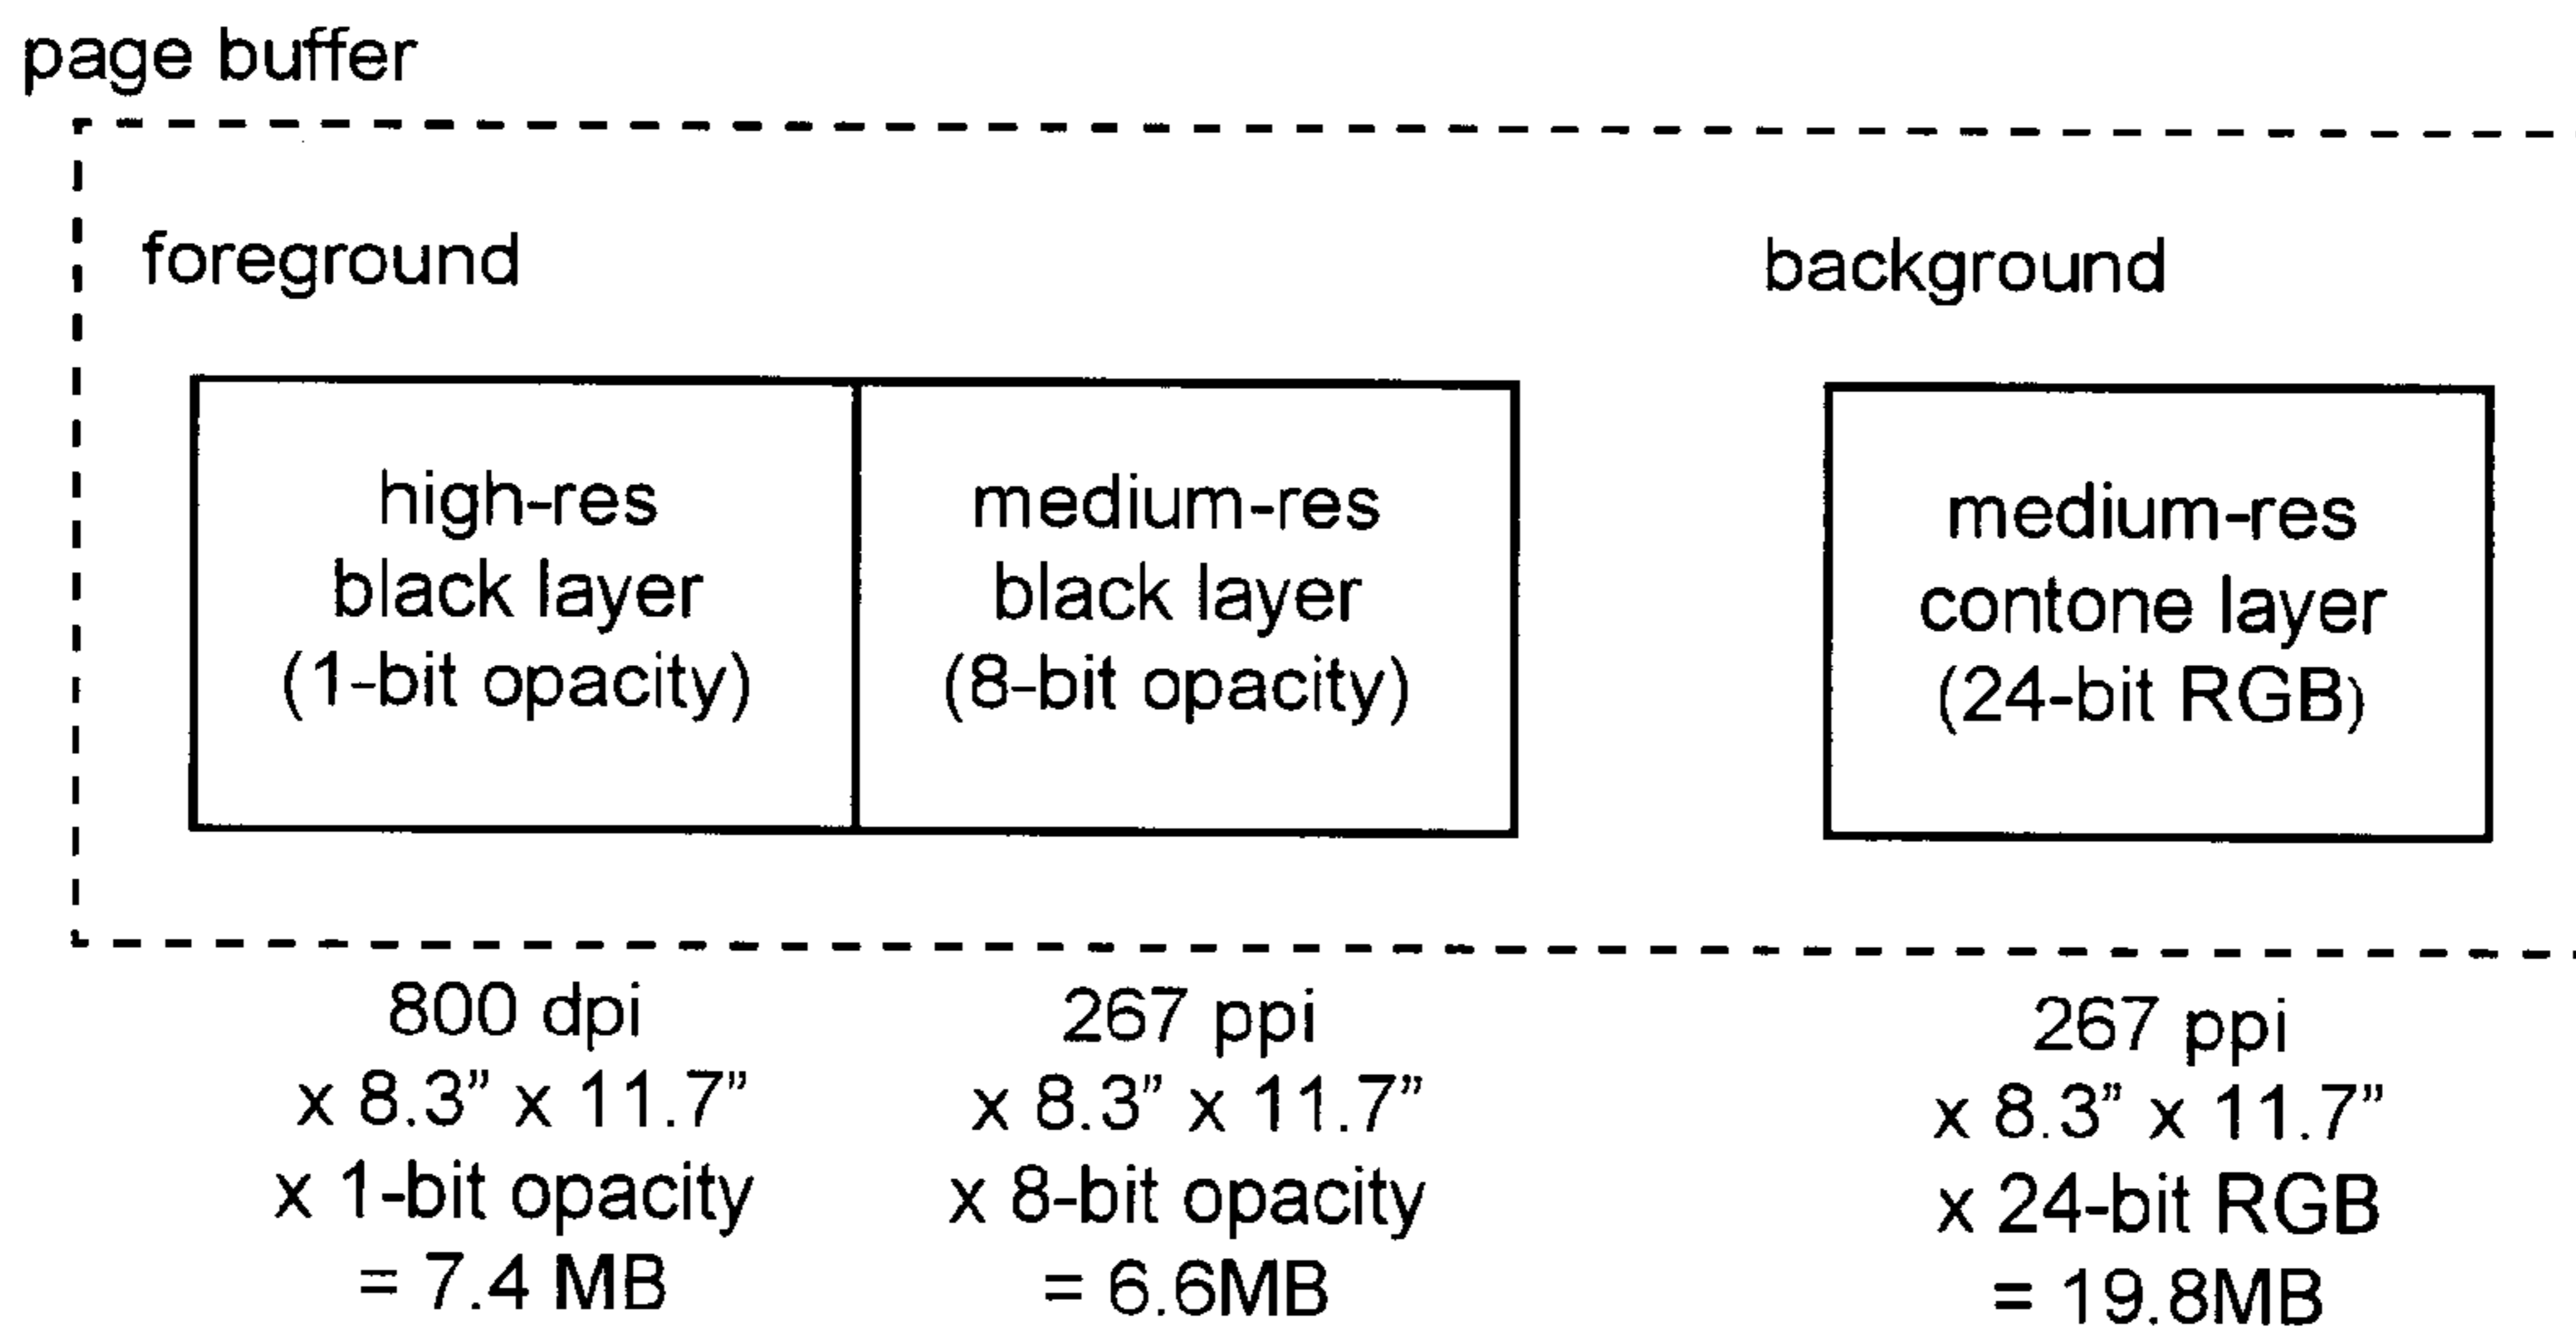 page buffer
foreground
background
high-res
black layer
(1-bit opacity)
medium-res
black layer
(8-bit opacity)
medium-res
contone layer
(24-bit RGB)
800 dpi
x 8.3” x 11.7”
x 1-bit opacity
= 7.4 MB
267 ppi
x 8.3” x 11.7”
x 8-bit opacity
= 6.6MB
267 ppi
x 8.3” x 11.7”
x 24-bit RGB
= 19.8MB